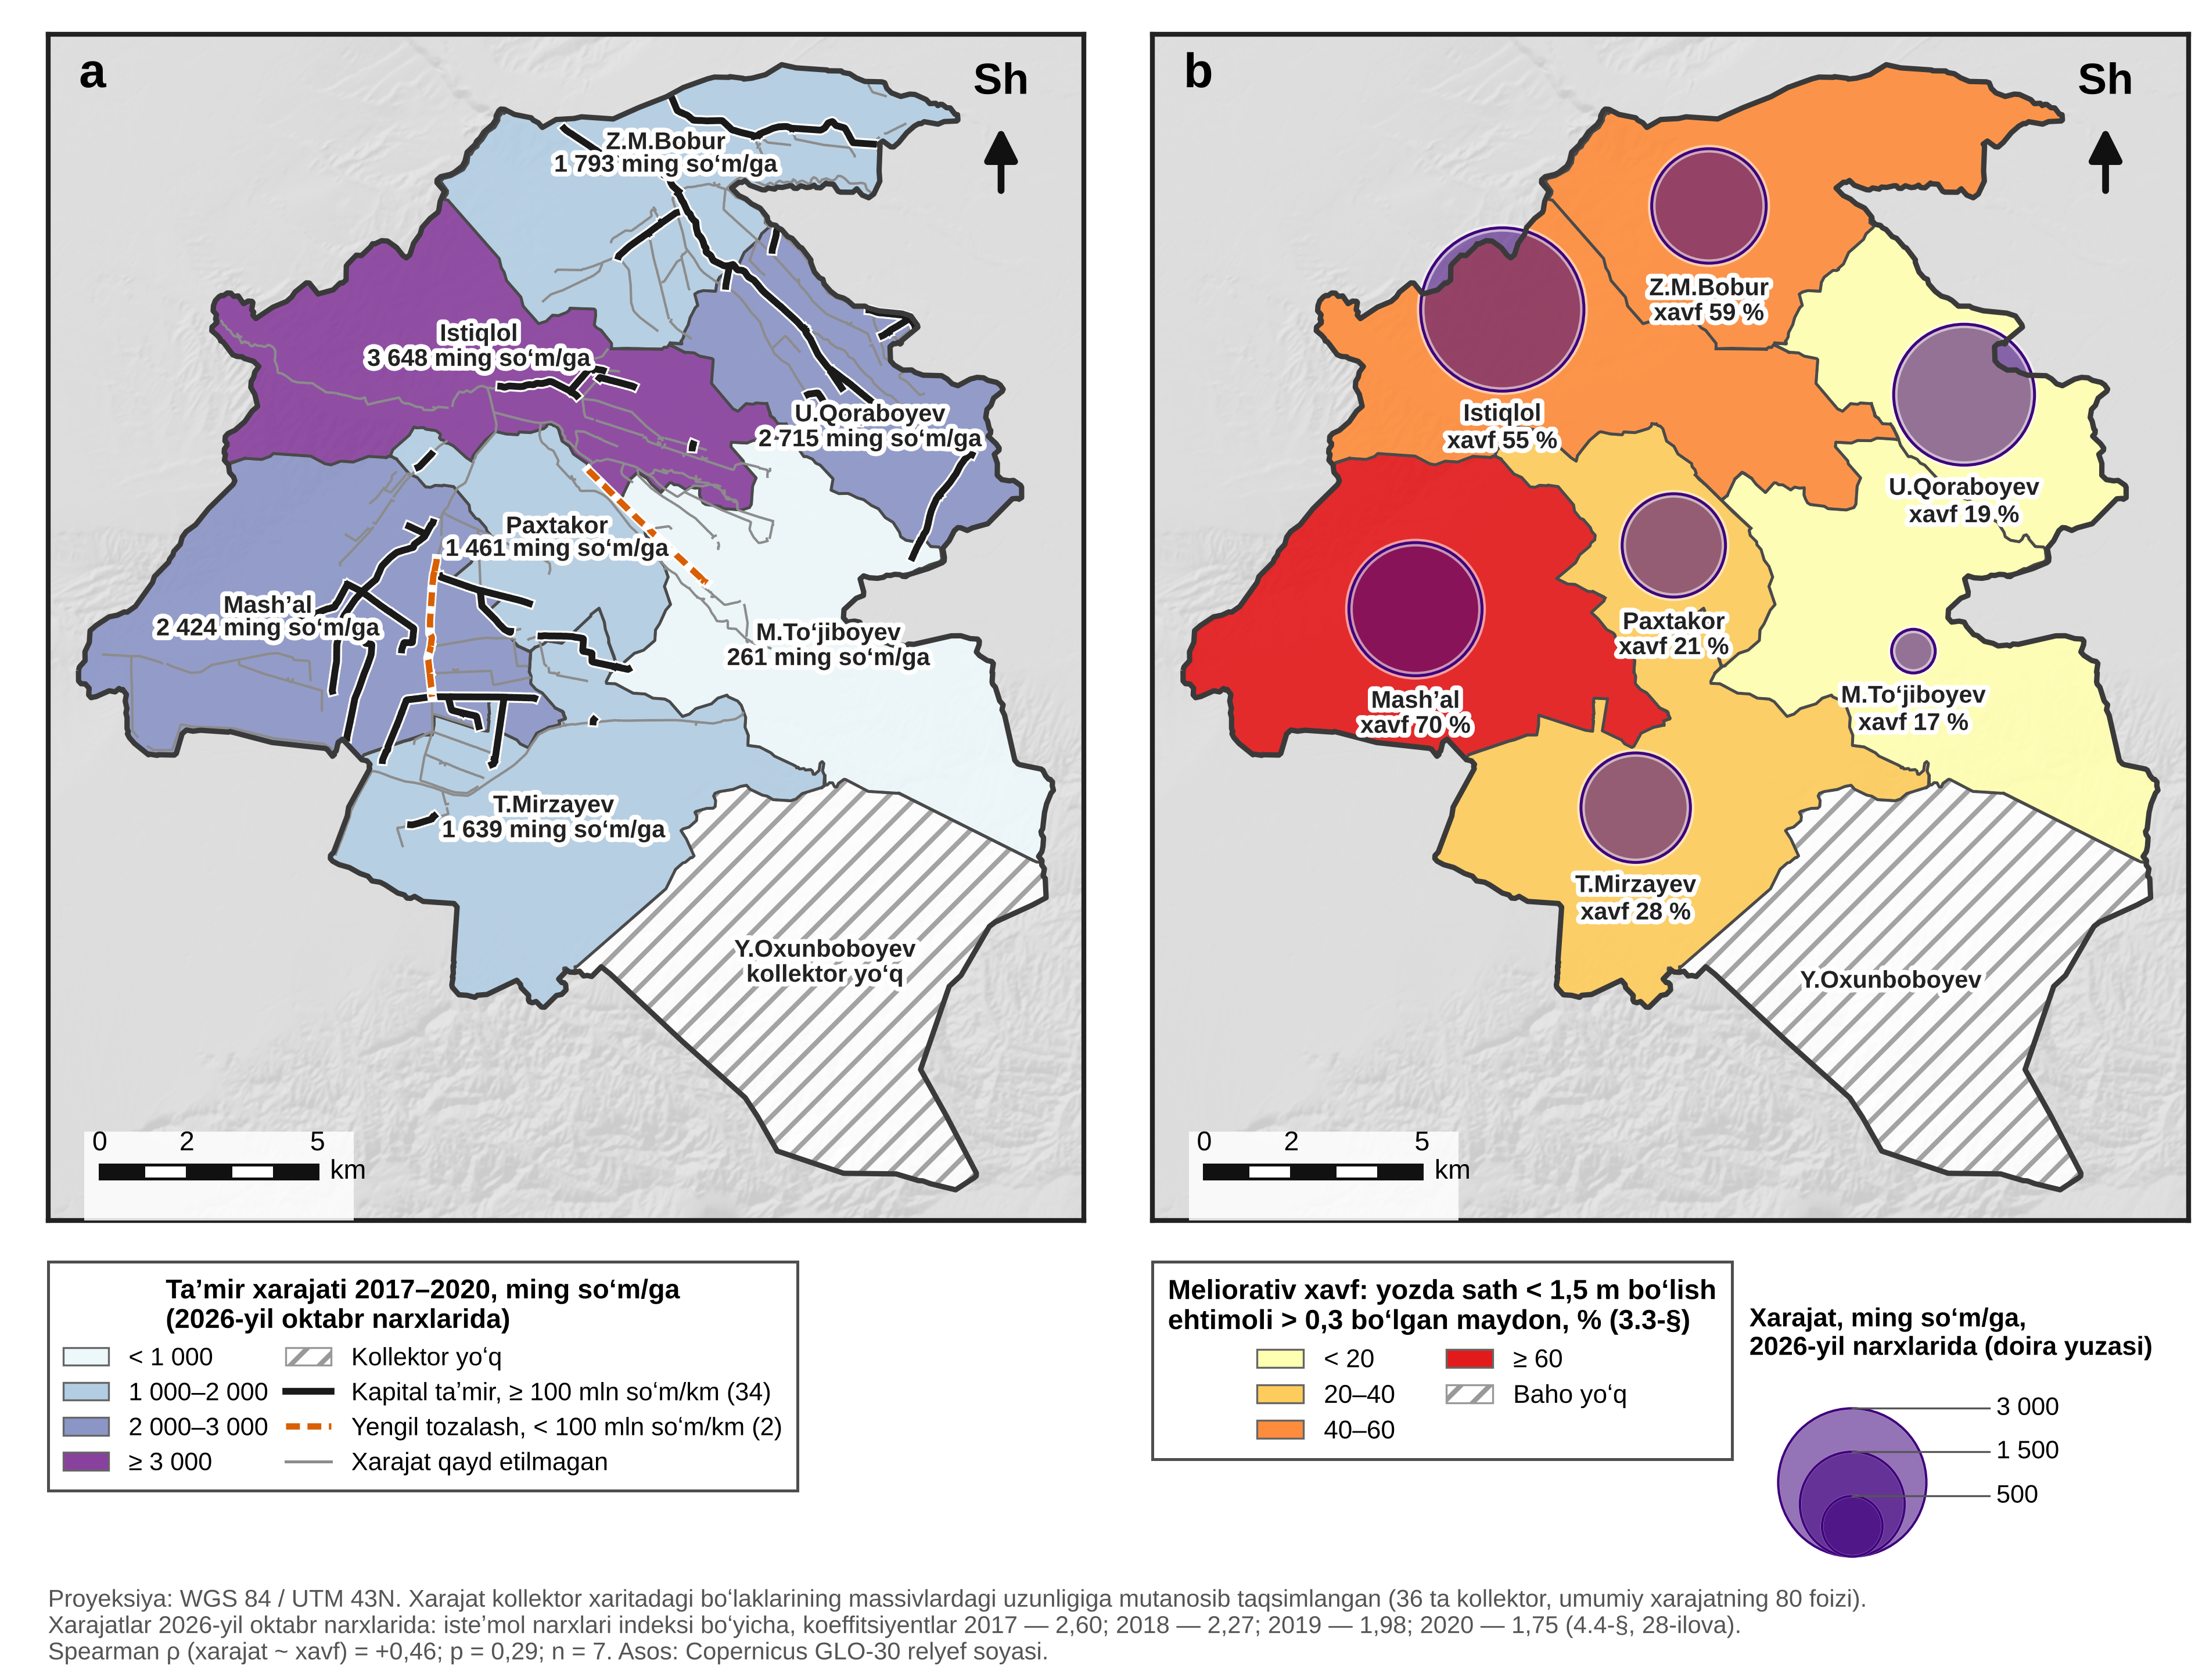 a
Sh
Z.M.Bobur
1 793 ming so‘m/ga
Istiqlol
3 648 ming so‘m/ga
U.Qoraboyev
2 715 ming so‘m/ga
Paxtakor
1 461 ming so‘m/ga
Mash’al
2 424 ming so‘m/ga
M.To‘jiboyev
261 ming so‘m/ga
T.Mirzayev
1 639 ming so‘m/ga
Y.Oxunboboyev
kollektor yo‘q
0 2 5
km
b
Sh
Z.M.Bobur
xavf 59 %
Istiqlol
xavf 55 %
U.Qoraboyev
xavf 19 %
Paxtakor
xavf 21 %
Mash’al
xavf 70 %
M.To‘jiboyev
xavf 17 %
T.Mirzayev
xavf 28 %
Y.Oxunboboyev
0 2 5
km
Ta’mir xarajati 2017–2020, ming so‘m/ga
(2026-yil oktabr narxlarida)
< 1 000
1 000–2 000
2 000–3 000
≥ 3 000
Kollektor yo‘q
Kapital ta’mir, ≥ 100 mln so‘m/km (34)
Yengil tozalash, < 100 mln so‘m/km (2)
Xarajat qayd etilmagan
Meliorativ xavf: yozda sath < 1,5 m bo‘lish
ehtimoli > 0,3 bo‘lgan maydon, % (3.3-§)
< 20
20–40
40–60
≥ 60
Baho yo‘q
Xarajat, ming so‘m/ga,
2026-yil narxlarida (doira yuzasi)
3 000
1 500
500
Proyeksiya: WGS 84 / UTM 43N. Xarajat kollektor xaritadagi bo‘laklarining massivlardagi uzunligiga mutanosib taqsimlangan (36 ta kollektor, umumiy xarajatning 80 foizi).
Xarajatlar 2026-yil oktabr narxlarida: iste’mol narxlari indeksi bo‘yicha, koeffitsiyentlar 2017 — 2,60; 2018 — 2,27; 2019 — 1,98; 2020 — 1,75 (4.4-§, 28-ilova).
Spearman ρ (xarajat ~ xavf) = +0,46; p = 0,29; n = 7. Asos: Copernicus GLO-30 relyef soyasi.